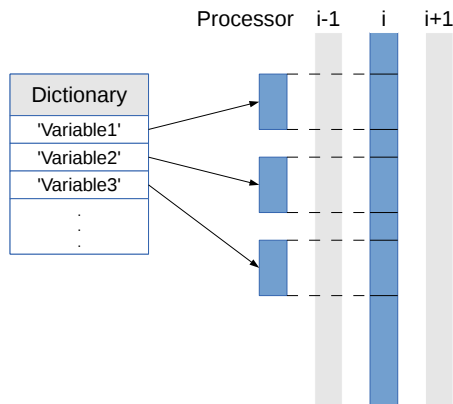 Processor i-1 i i+1
Dictionary
'Variable1'
'Variable2'
'Variable3'
.
.
.